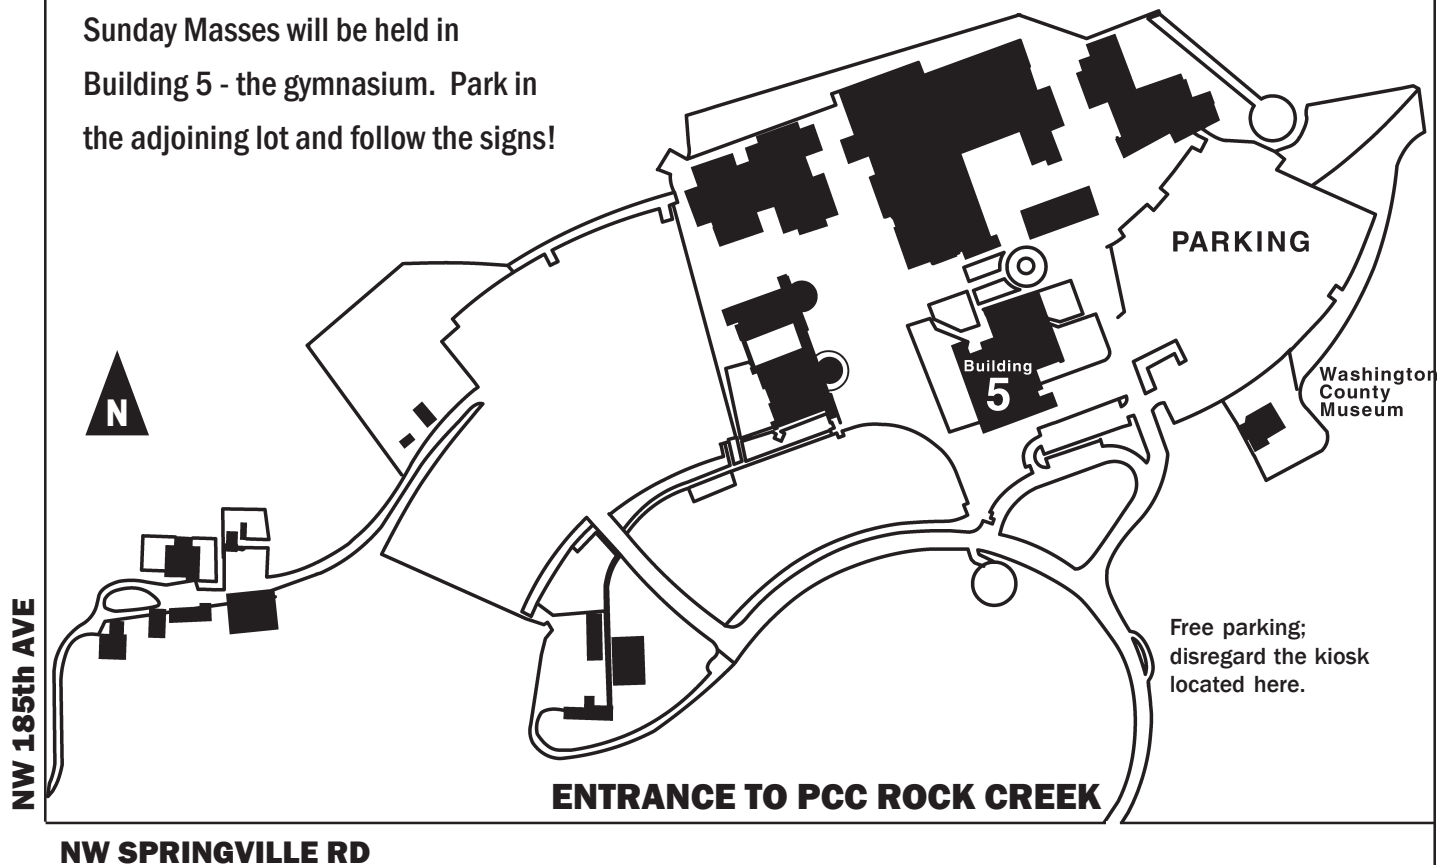 Sunday Masses will be held in
Building 5 - the gymnasium. Park in
the adjoining lot and follow the signs!
PARKING
Building
5
Washington
County
Museum
N
Free parking;
disregard the kiosk
located here.
NW 185th AVE
ENTRANCE TO PCC ROCK CREEK
NW SPRINGVILLE RD